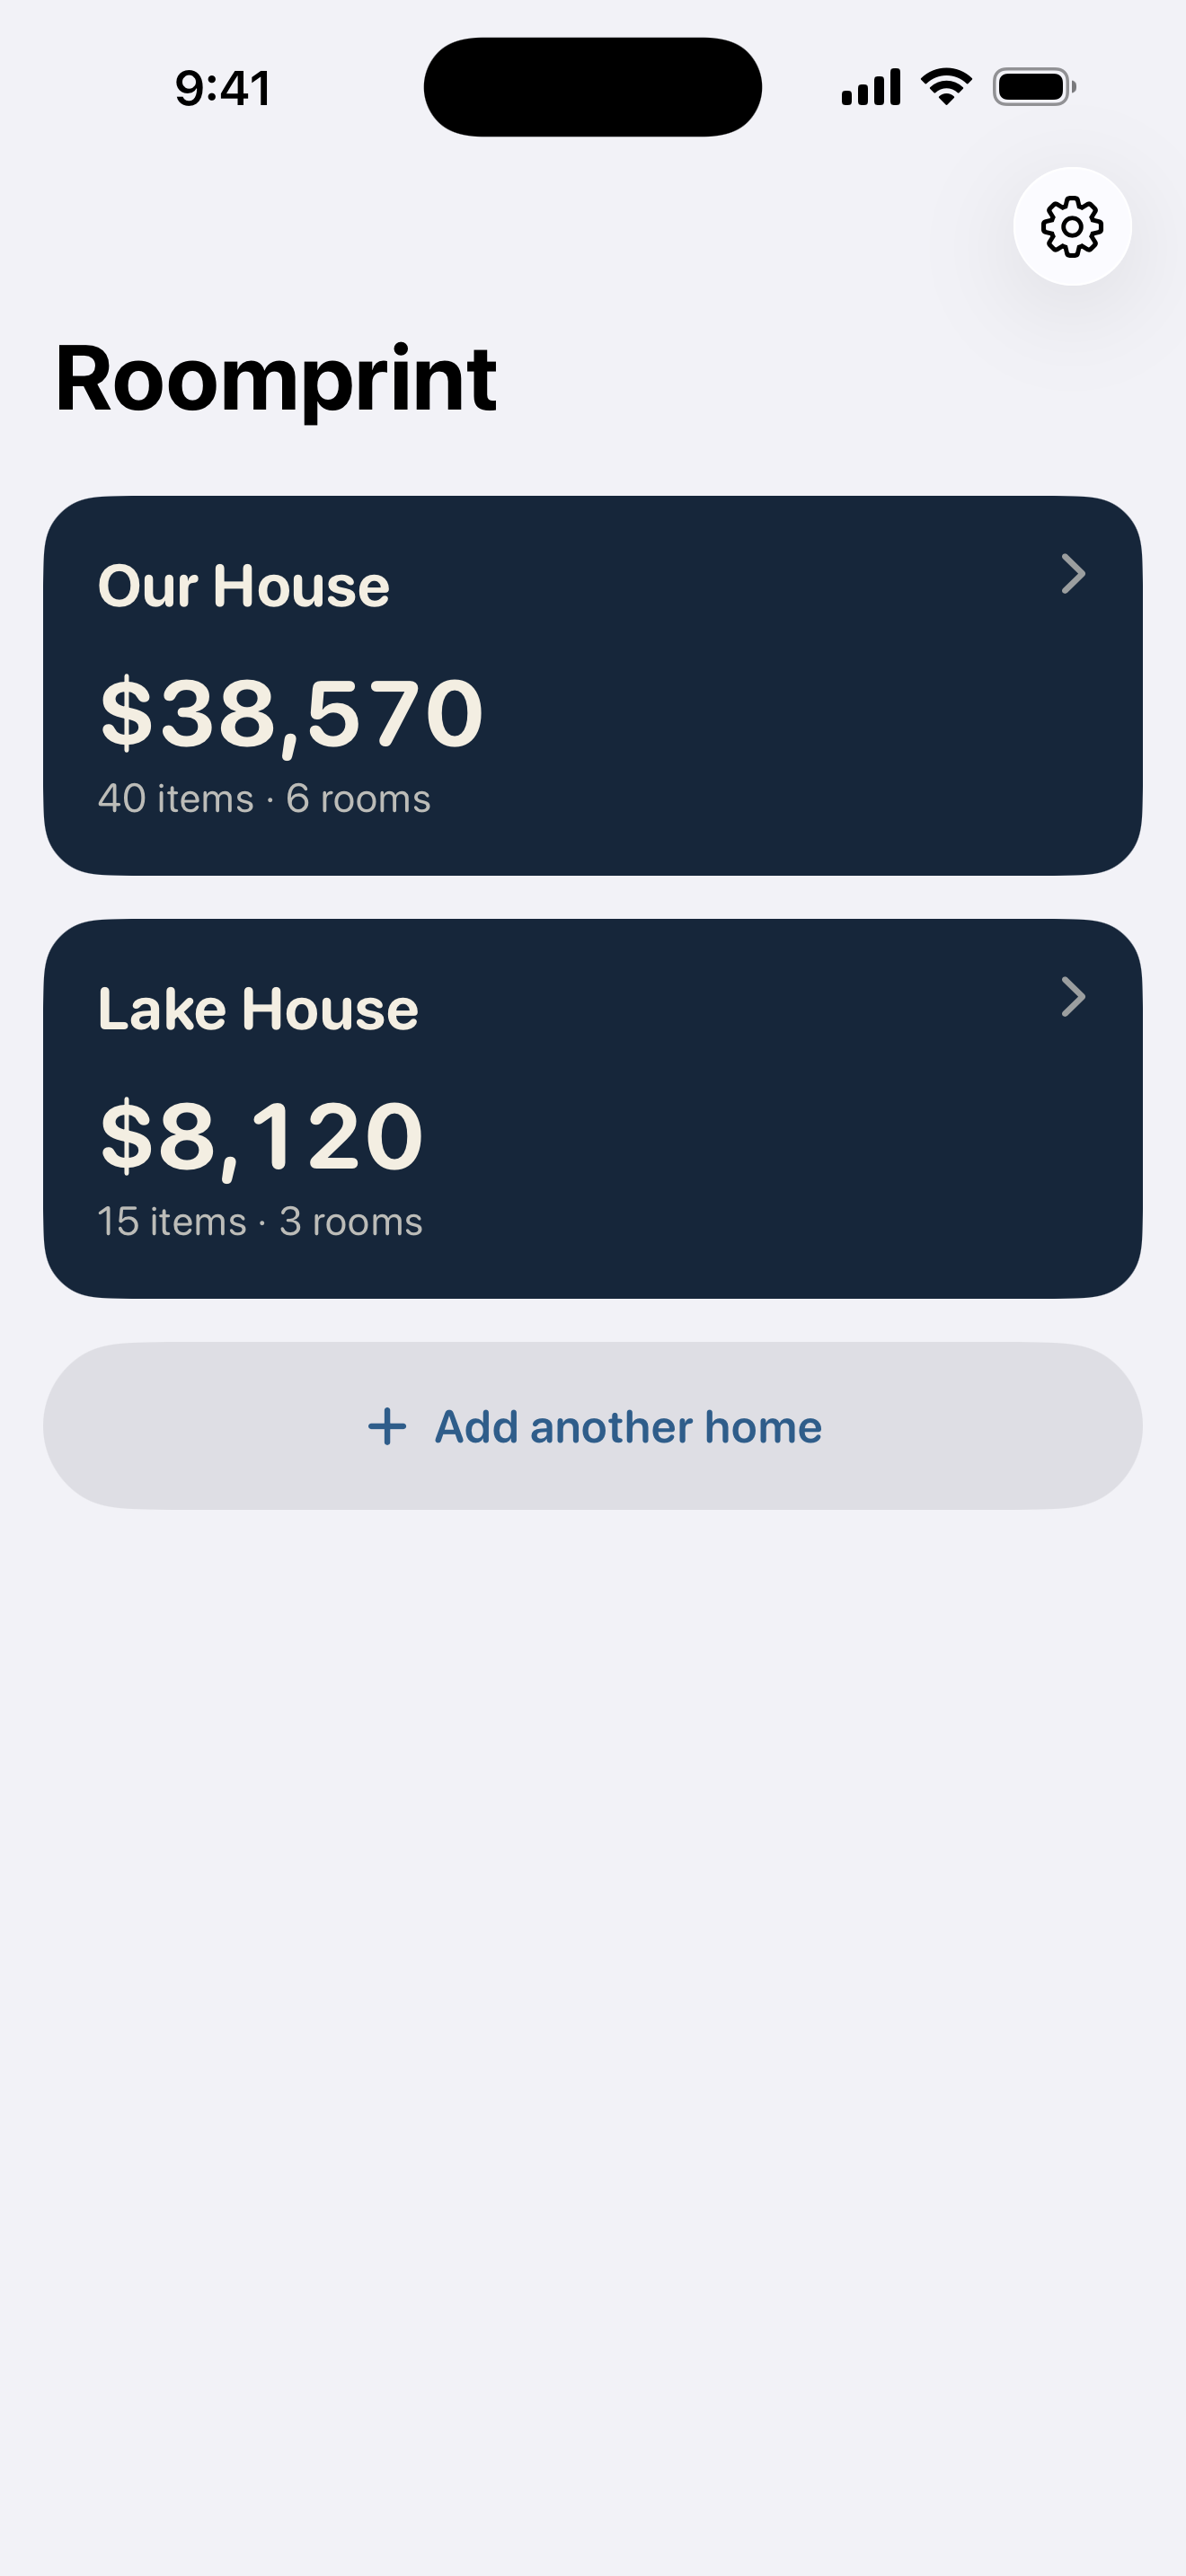 9:41
Roomprint
Our House
$38,570
40 items · 6 rooms
Lake House
$8,120
15 items · 3 rooms
+ Add another home